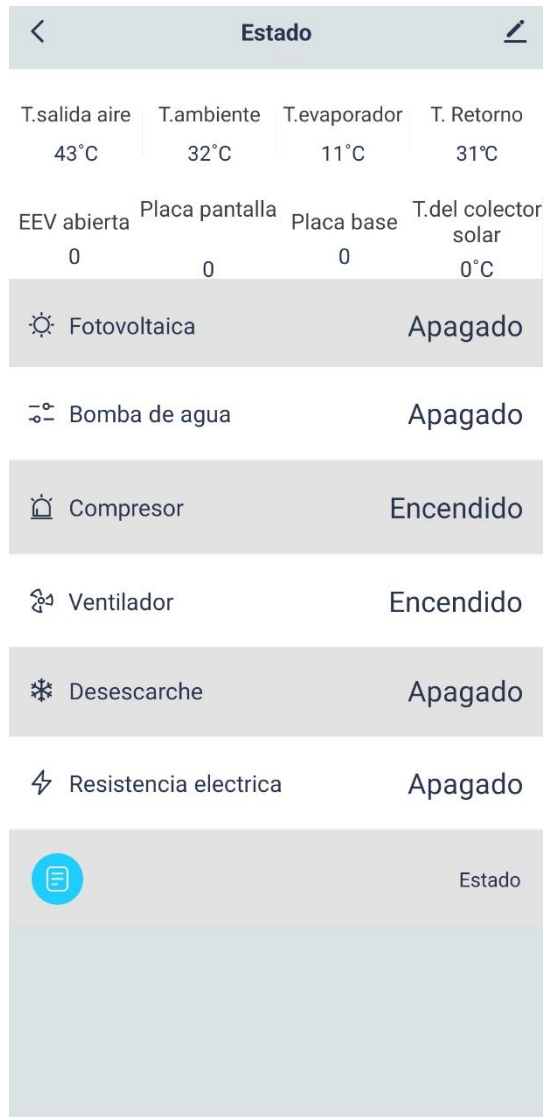 Estado
T.salida aire T.ambiente T.evaporador T. Retorno
43°C 32°C 11°C 31℃
EEV abierta Placa pantalla Placa base T.del colector solar
0 0 0 0°C
Fotovoltaica Apagado
Bomba de agua Apagado
Compresor Encendido
Ventilador Encendido
Desescarche Apagado
Resistencia electrica Apagado
Estado